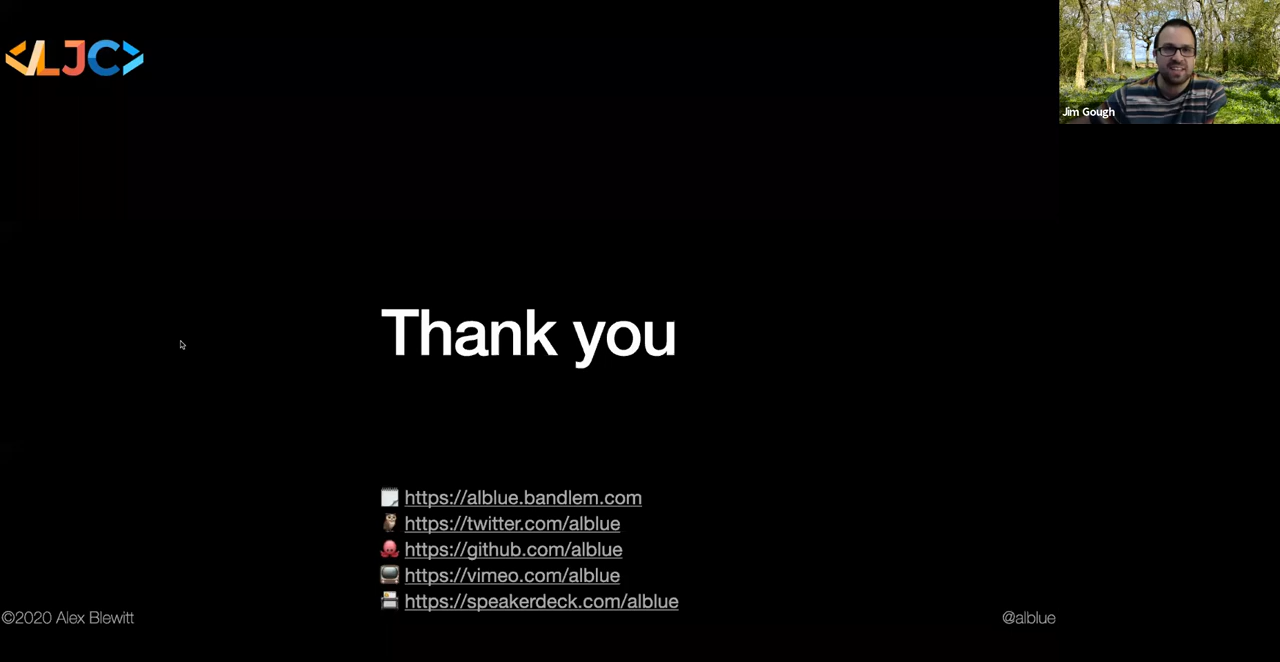 <LJC>
Jim Gough
Thank you
https://alblue.bandlem.com
https://twitter.com/alblue
https://github.com/alblue
https://vimeo.com/alblue
https://speakerdeck.com/alblue
©2020 Alex Blewitt
@alblue